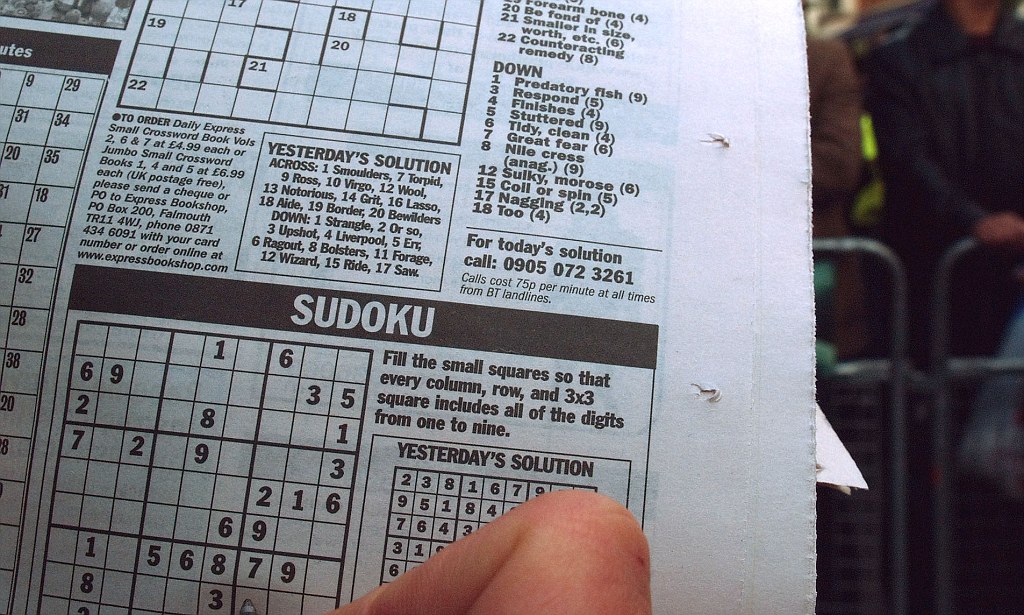 17
19
18
20
21
22
utes
9 29
31 34
20 35
31 18
27
32
28
38
20
28
●TO ORDER Daily Express
Small Crossword Book Vols
2, 6 & 7 at £4.99 each or
Jumbo Small Crossword
Books 1, 4 and 5 at £6.99
each (UK postage free),
please send a cheque or
PO to Express Bookshop,
PO Box 200, Falmouth
TR11 4WJ, phone 0871
434 6091 with your card
number or order online at
www.expressbookshop.com
YESTERDAY'S SOLUTION
ACROSS: 1 Smoulders, 7 Torpid,
9 Ross, 10 Virgo, 12 Wool,
13 Notorious, 14 Grit, 16 Lasso,
18 Aide, 19 Border, 20 Bewilders
DOWN: 1 Strangle, 2 Or so,
3 Upshot, 4 Liverpool, 5 Err,
6 Ragout, 8 Bolsters, 11 Forage,
12 Wizard, 15 Ride, 17 Saw.
Forearm bone (4)
20 Be fond of (4)
21 Smaller in size,
worth, etc. (6)
22 Counteracting
remedy (8)
DOWN
1 Predatory fish (9)
3 Respond (5)
4 Finishes (4)
5 Stuttered (9)
6 Tidy, clean (4)
7 Great fear (6)
8 Nile cress
(anag.) (9)
12 Sulky, morose (6)
15 Coil or spin (5)
17 Nagging (2,2)
18 Too (4)
For today's solution
call: 0905 072 3261
Calls cost 75p per minute at all times
from BT landlines.
SUDOKU
1 6
6 9 3 5
2 8 1
7 2 9 3
2 1 6
6 9
1 5 6 8 7 9
8 3
Fill the small squares so that
every column, row, and 3x3
square includes all of the digits
from one to nine.
YESTERDAY'S SOLUTION
2 3 8 1 6 7 9
9 5 1 8 4
7 6 4 3
3 1
6